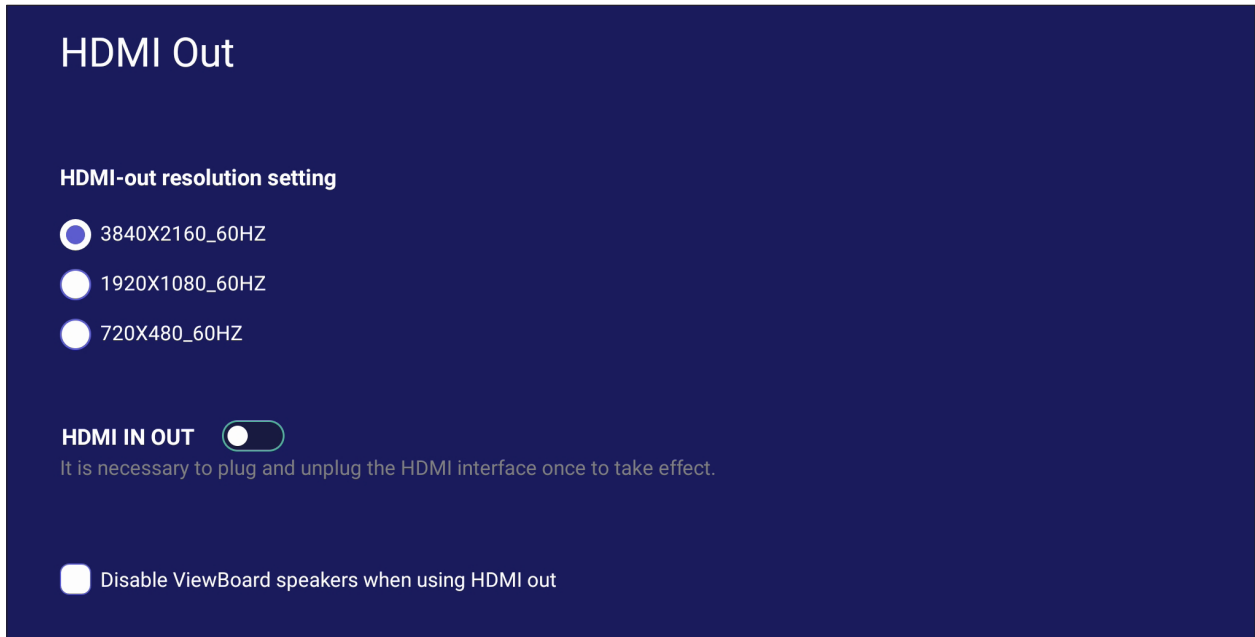 HDMI Out
HDMI-out resolution setting
3840X2160_60HZ
1920X1080_60HZ
720X480_60HZ
HDMI IN OUT
It is necessary to plug and unplug the HDMI interface once to take effect.
Disable ViewBoard speakers when using HDMI out